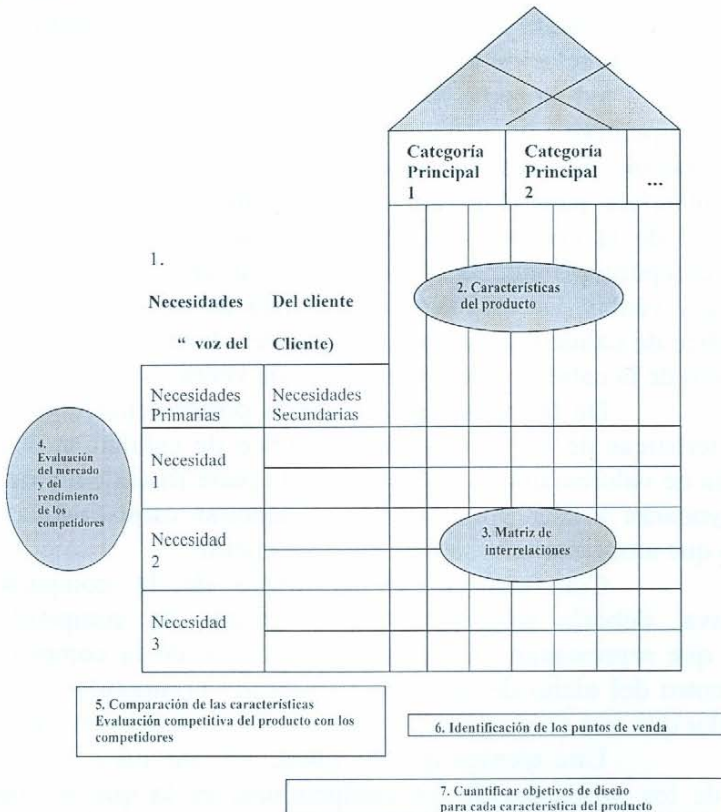 Categoría
Principal
1
Categoría
Principal
2
...
2. Características
del producto
1.
Necesidades Del cliente
“ voz del Cliente)
Necesidades
Primarias
Necesidades
Secundarias
Necesidad
1
Necesidad
2
Necesidad
3
4.
Evaluación
del mercado
y del
rendimiento
de los
competidores
3. Matriz de
interrelaciones
5. Comparación de las características
Evaluación competitiva del producto con los
competidores
6. Identificación de los puntos de venda
7. Cuantificar objetivos de diseño
para cada característica del producto